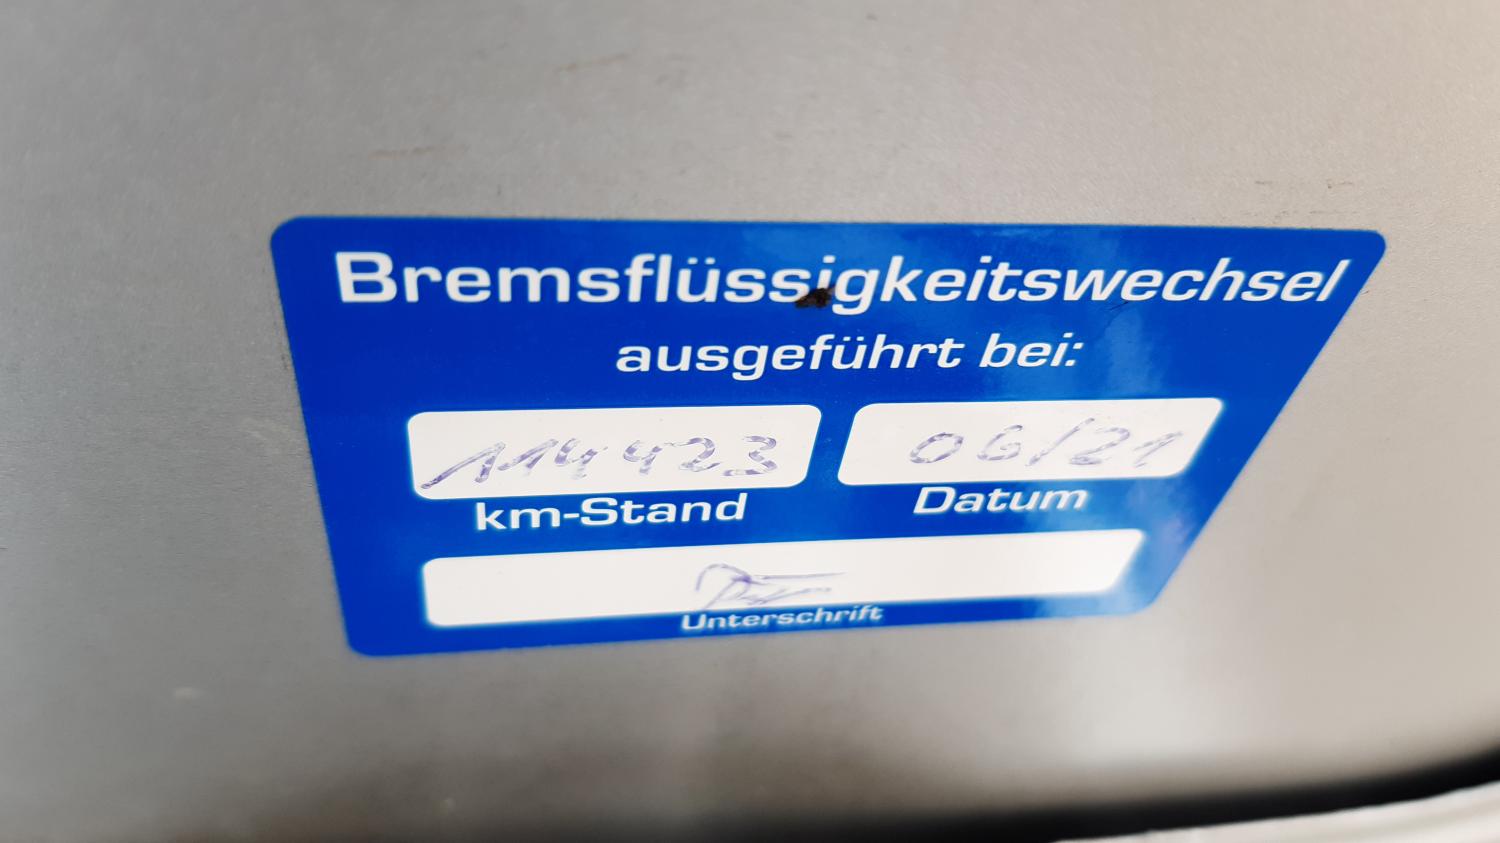 Bremsflüssigkeitswechsel
ausgeführt bei:
114423 06/21
km-Stand Datum
Unterschrift